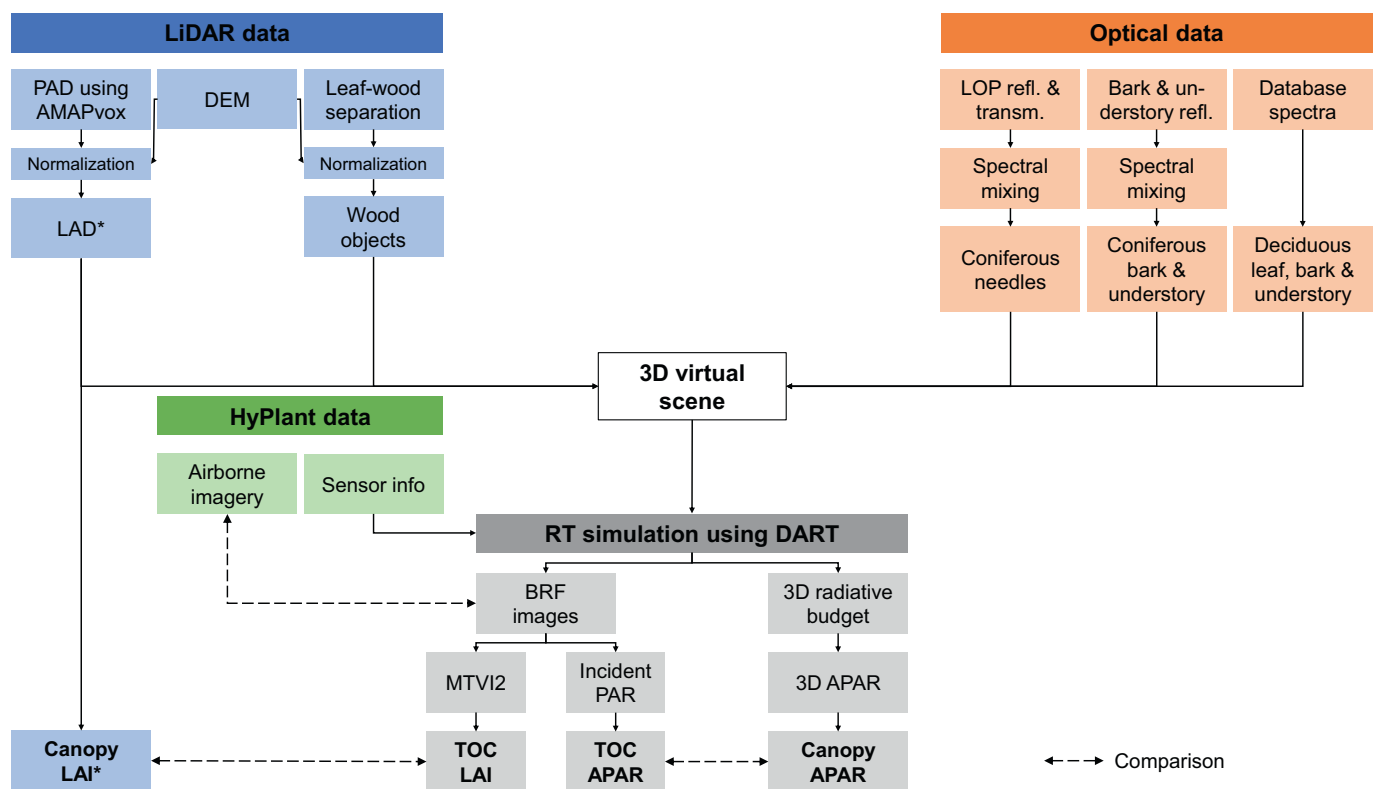 LiDAR data
Optical data
PAD using
AMAPvox
DEM
Leaf-wood
separation
LOP refl. &
transm.
Bark & un-
derstory refl.
Database
spectra
Normalization
Normalization
Spectral
mixing
Spectral
mixing
LAD*
Wood
objects
Coniferous
needles
Coniferous
bark &
understory
Deciduous
leaf, bark &
understory
3D virtual
scene
HyPlant data
Airborne
imagery
Sensor info
RT simulation using DART
BRF
images
3D radiative
budget
MTVI2
Incident
PAR
3D APAR
Canopy
LAI*
TOC
LAI
TOC
APAR
Canopy
APAR
Comparison